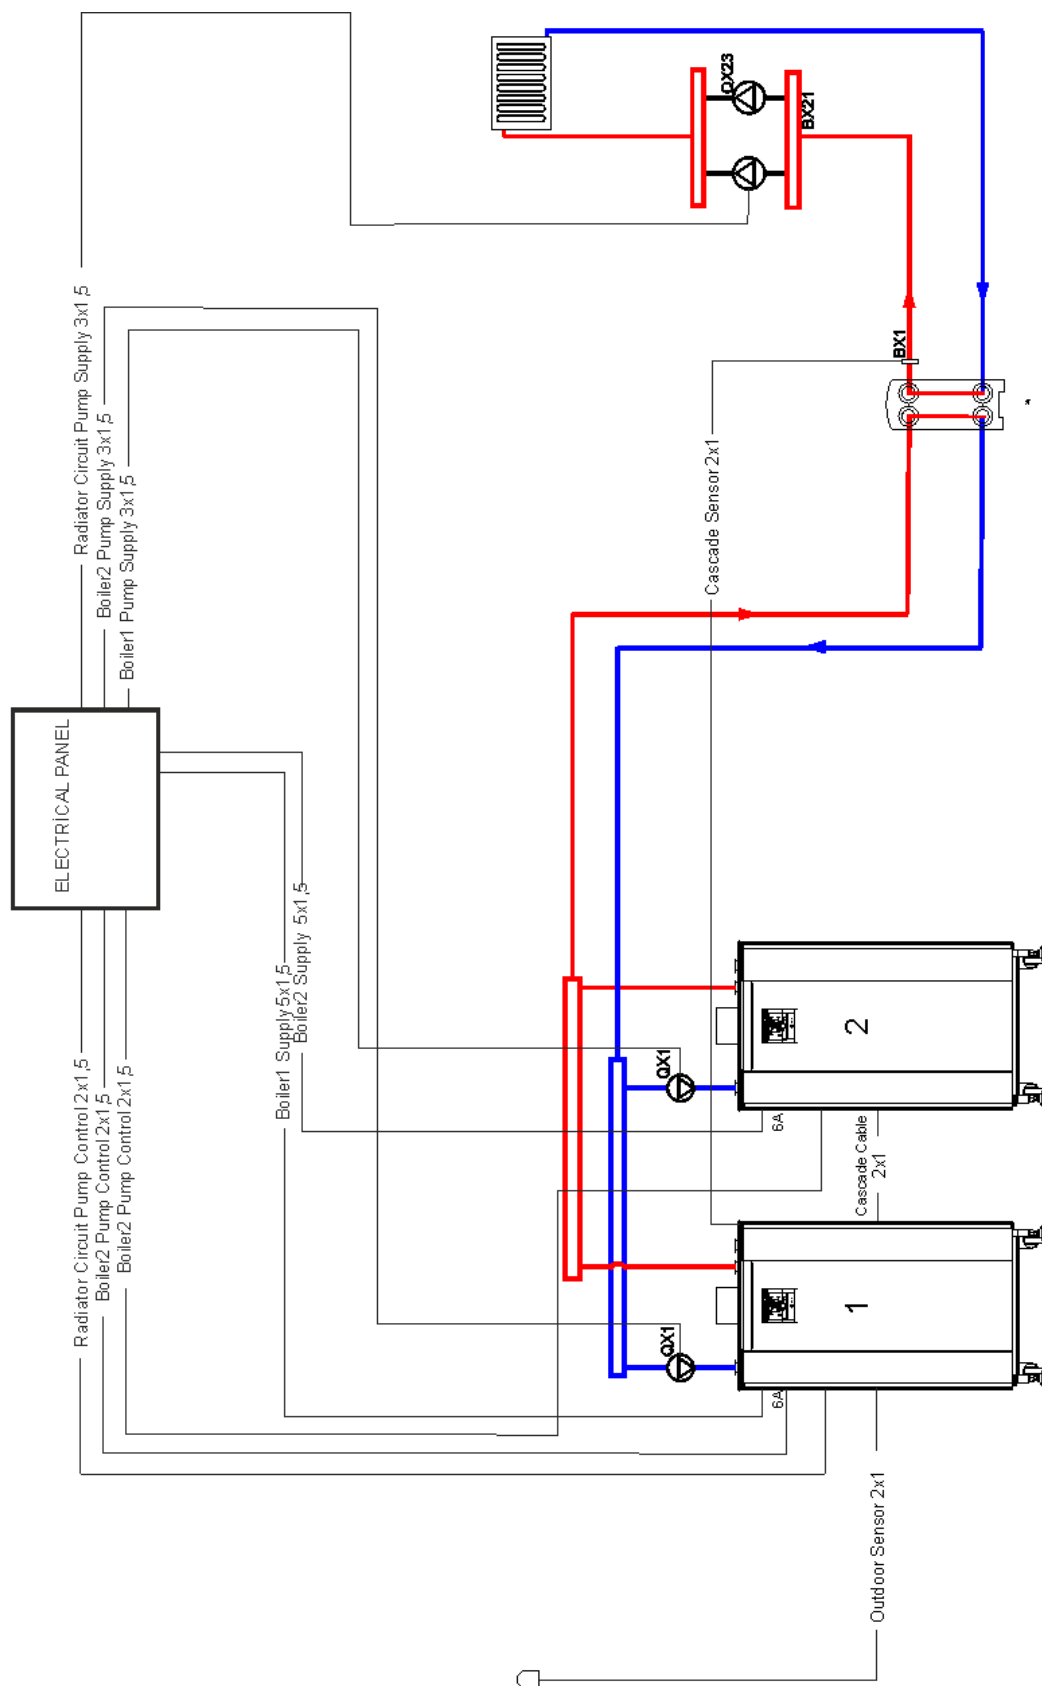 ELECTRİCAL PANEL
Radiator Circuit Pump Supply 3x1,5
Boiler2 Pump Supply 3x1,5
Boiler1 Pump Supply 3x1,5
Radiator Circuit Pump Control 2x1,5
Boiler2 Pump Control 2x1,5
Boiler2 Pump Control 2x1,5
Boiler1 Supply 5x1,5
Boiler2 Supply 5x1,5
QX23
BX21
BX1
Cascade Sensor 2x1
QX1
QX1
6A
6A
Cascade Cable
2x1
1
2
Outdoor Sensor 2x1
*